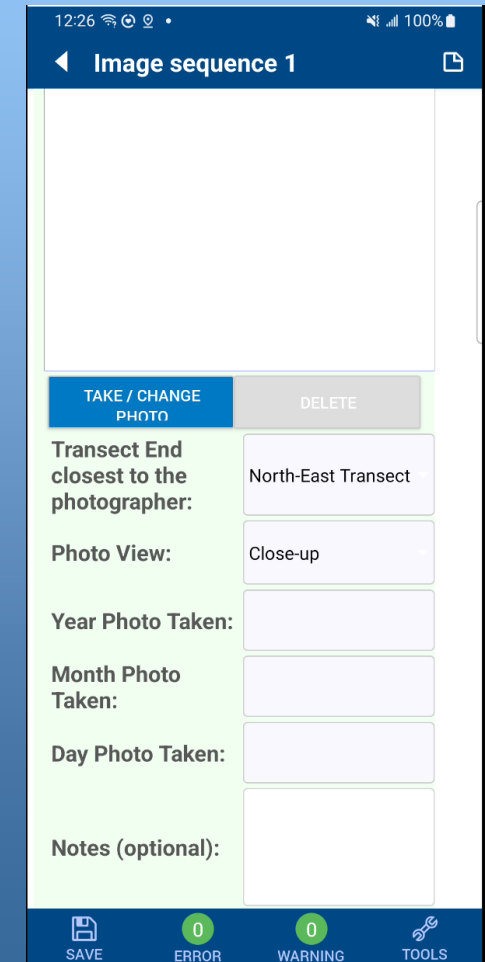 12:26 100%
Image sequence 1
TAKE / CHANGE
PHOTO
DELETE
Transect End
closest to the
photographer:
North-East Transect
Photo View:
Close-up
Year Photo Taken:
Month Photo
Taken:
Day Photo Taken:
Notes (optional):
0 0
SAVE ERROR WARNING TOOLS